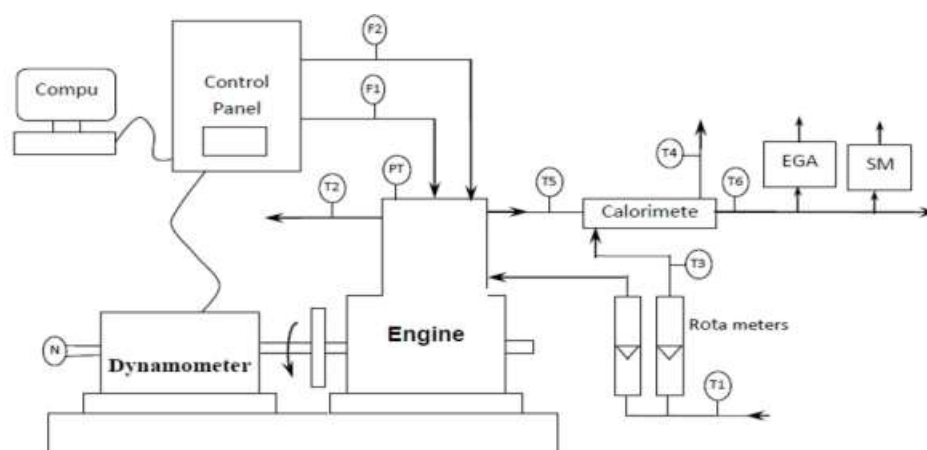 F2
Compu
Control
Panel
F1
T4
EGA
SM
PT
T2
T5
T6
Calorimete
T3
Engine
Rota meters
N
Dynamometer
T1